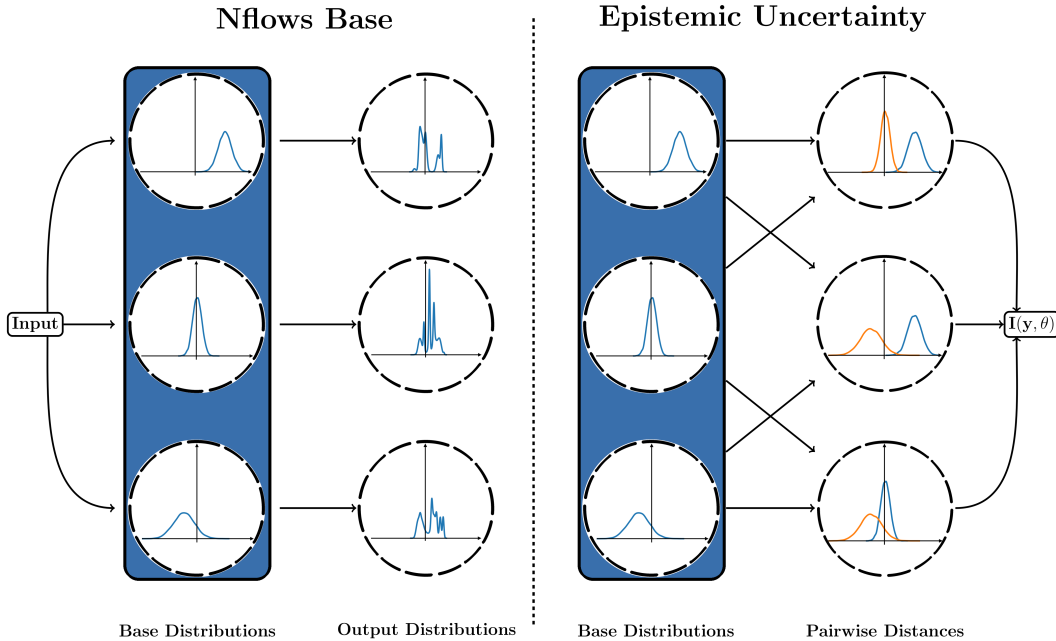 Nflows Base
Epistemic Uncertainty
Input
I(y, θ)
Base Distributions
Output Distributions
Base Distributions
Pairwise Distances